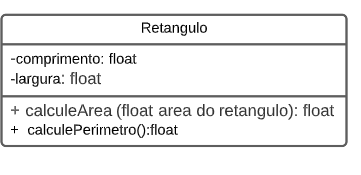 Retangulo
-comprimento: float
-largura: float
+ calculeArea (float area do retangulo): float
+ calculePerimetro():float